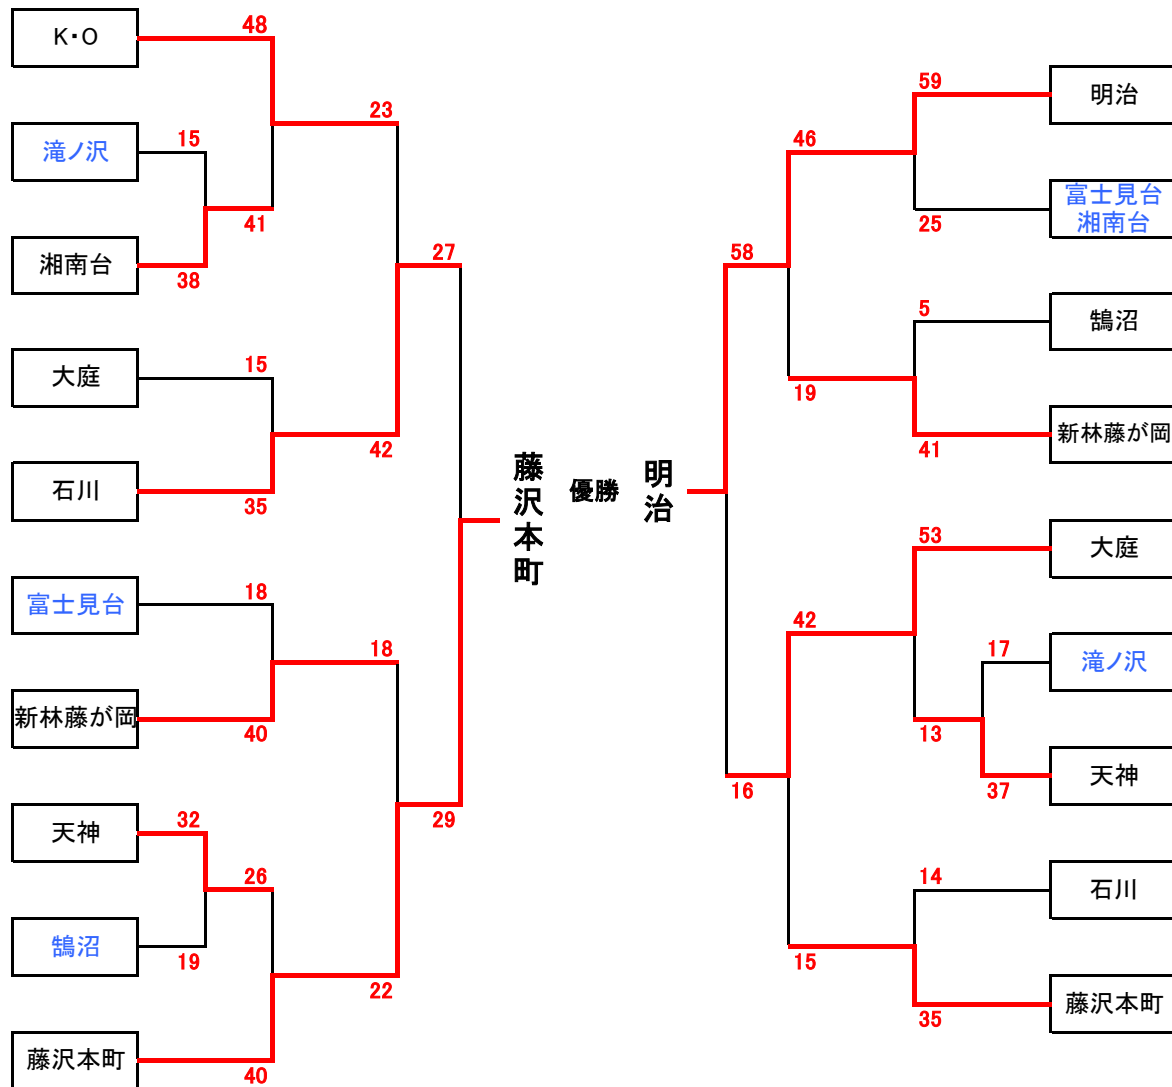 K・O
48
23
滝ノ沢
15
41
湘南台
38
27
大庭
15
42
石川
35
富士見台
18
18
新林藤が岡
40
天神
32
26
29
鵠沼
19
22
藤沢本町
40
藤沢本町
優勝
明治
59
明治
46
富士見台
湘南台
25
58
5
鵠沼
19
新林藤が岡
41
53
大庭
42
17
滝ノ沢
13
天神
37
16
14
石川
15
藤沢本町
35